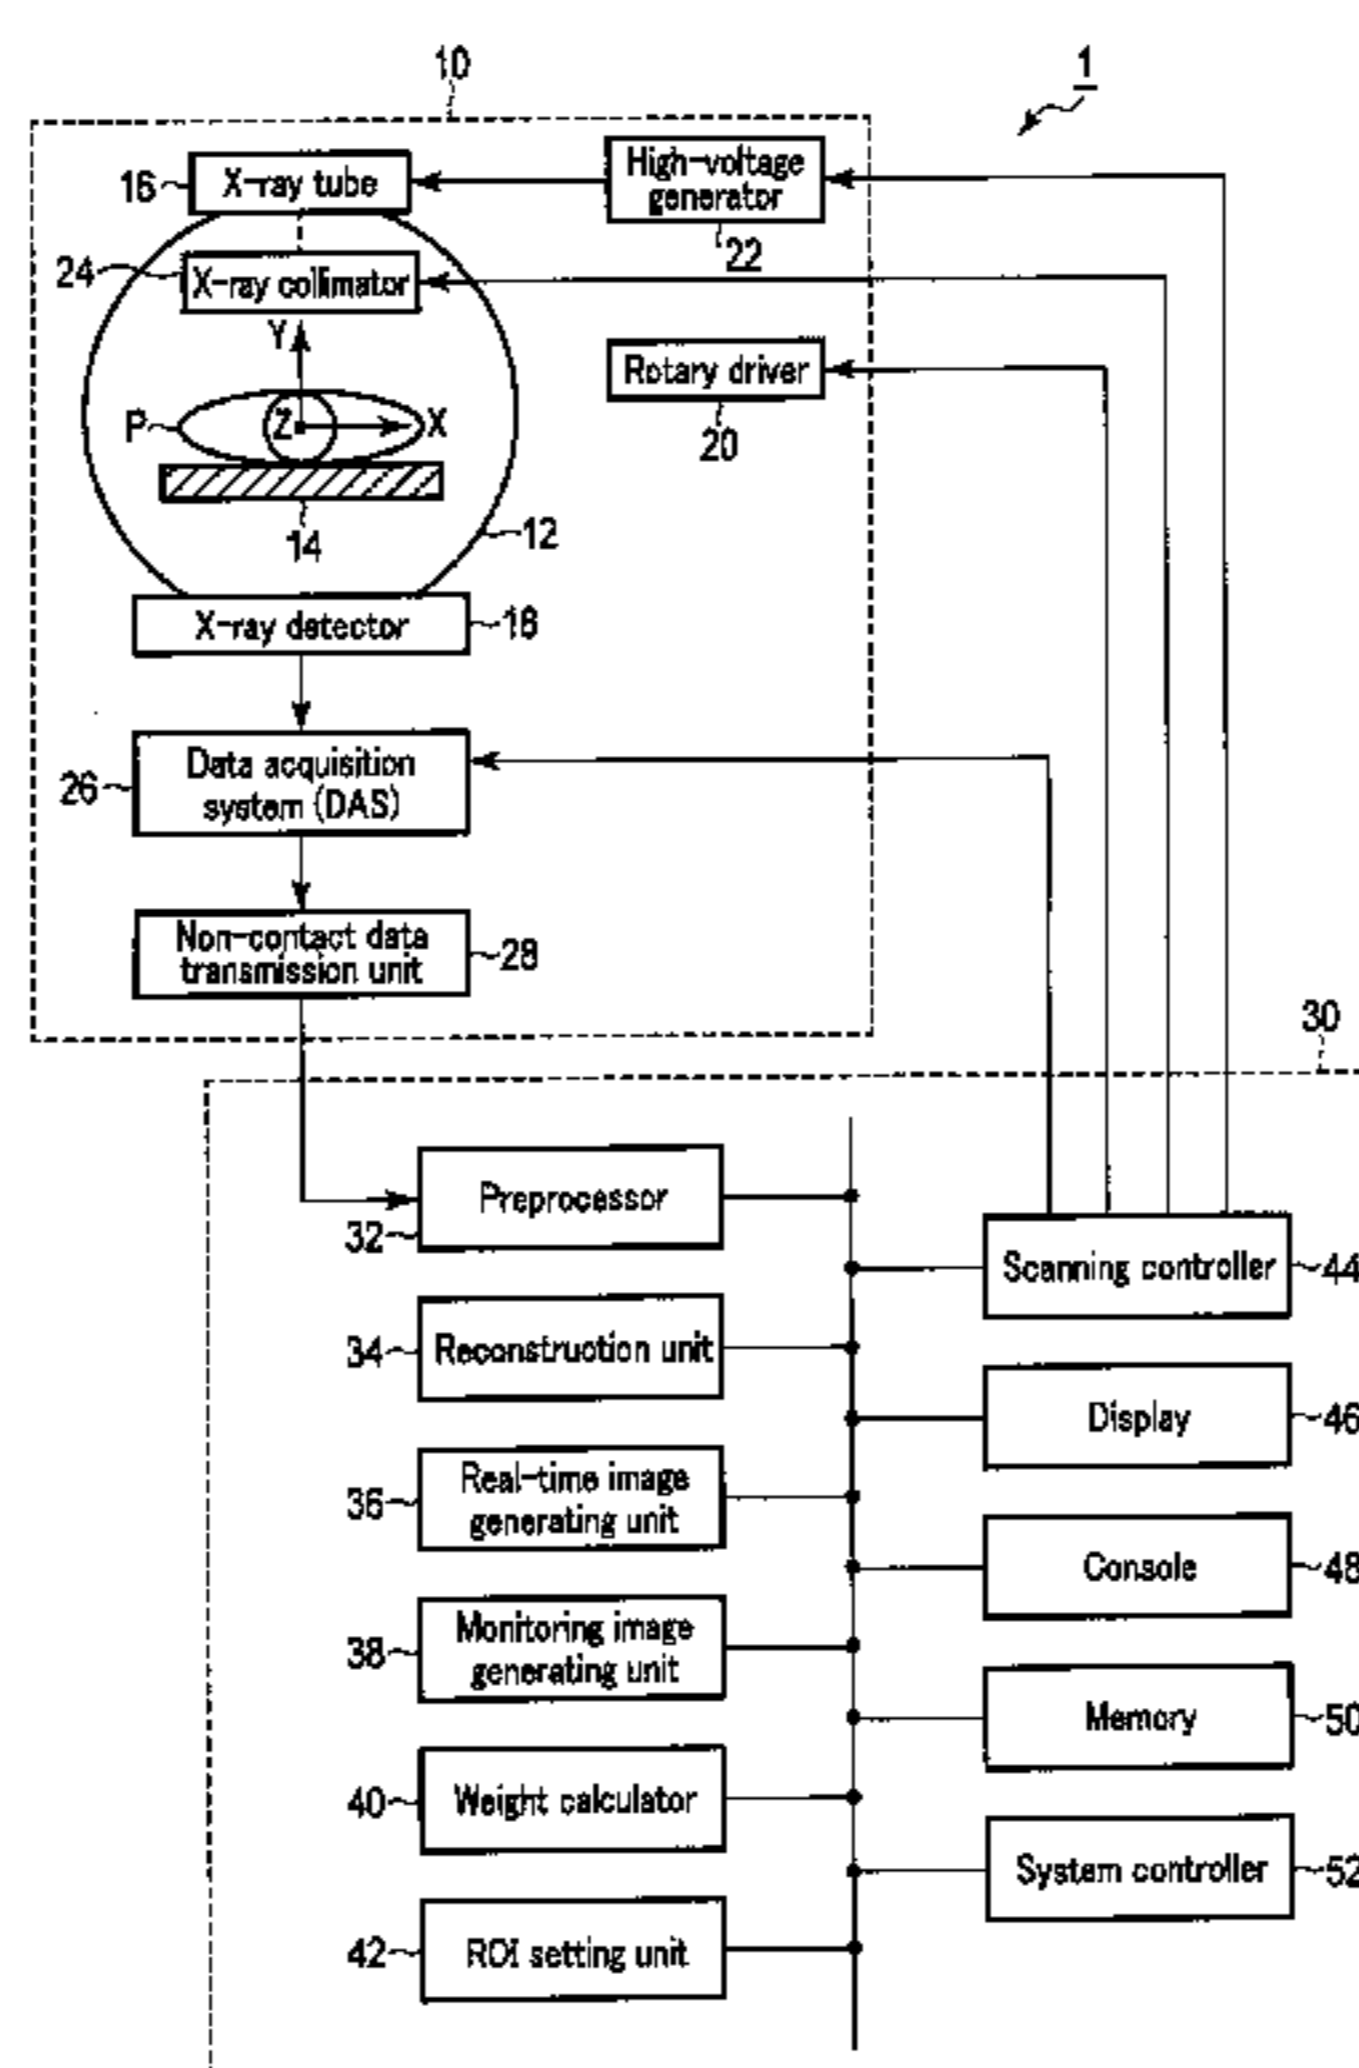 10
1
16
X-ray tube
High-voltage
generator
22
24
X-ray collimator
Y
Rotary driver
20
P
Z
X
14
12
X-ray detector
18
26
Data acquisition
system (DAS)
Non-contact data
transmission unit
28
30
Preprocessor
32
Scanning controller
44
34
Reconstruction unit
Display
46
36
Real-time image
generating unit
Console
48
38
Monitoring image
generating unit
Memory
50
40
Weight calculator
System controller
52
42
ROI setting unit